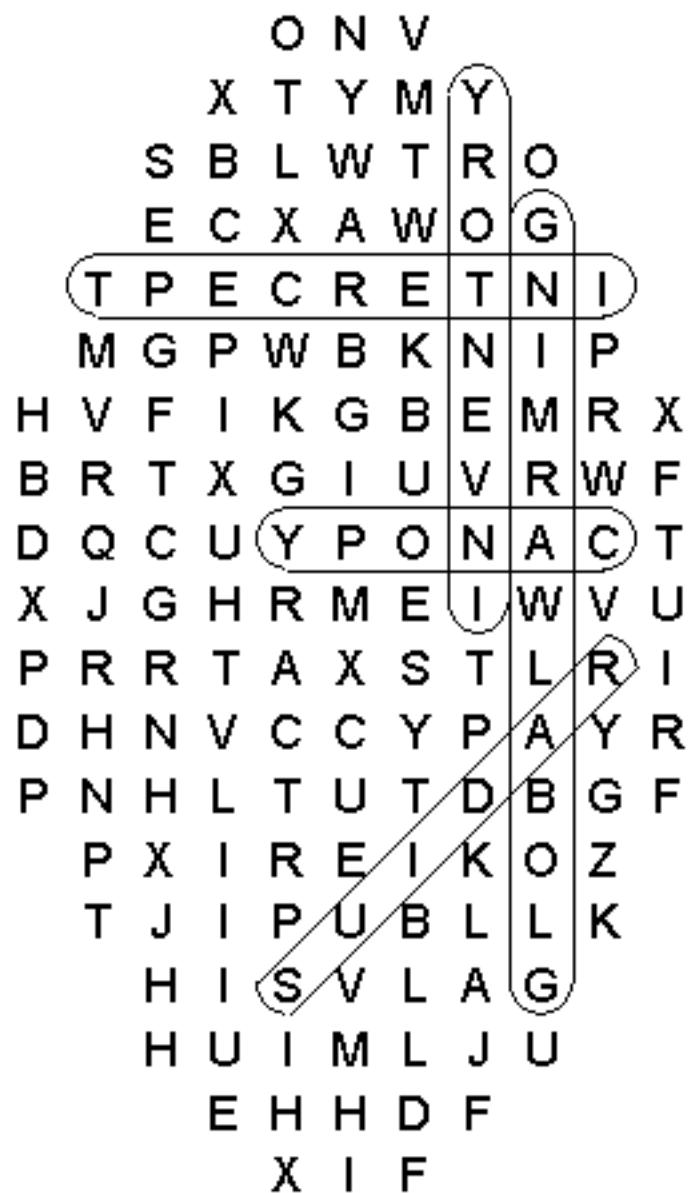 O N V
X T Y M Y
S B L W T R O
E C X A W O G
T P E C R E T N I
M G P W B K N I P
H V F I K G B E M R X
B R T X G I U V R W F
D Q C U Y P O N A C T
X J G H R M E I W V U
P R R T A X S T L R I
D H N V C C Y P A Y R
P N H L T U T D B G F
P X I R E I K O Z
T J I P U B L L K
H I S V L A G
H U I M L J U
E H H D F
X I F